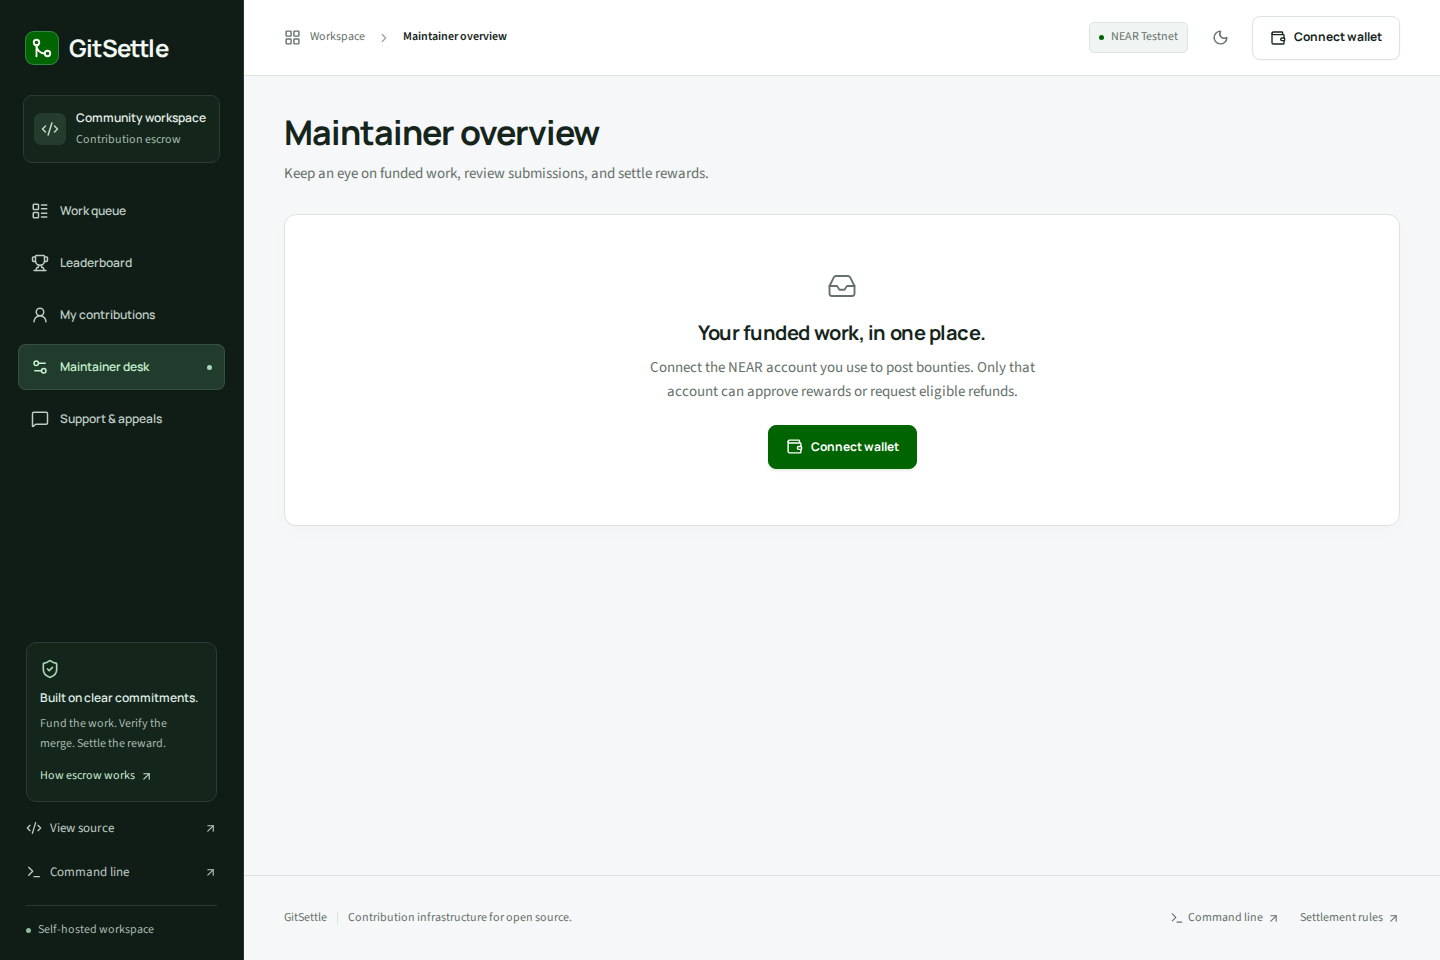 GitSettle
Community workspace
Contribution escrow
Work queue
Leaderboard
My contributions
Maintainer desk
Support & appeals
Built on clear commitments.
Fund the work. Verify the
merge. Settle the reward.
How escrow works
View source
Command line
Self-hosted workspace
Workspace
Maintainer overview
NEAR Testnet
Connect wallet
Maintainer overview
Keep an eye on funded work, review submissions, and settle rewards.
Your funded work, in one place.
Connect the NEAR account you use to post bounties. Only that
account can approve rewards or request eligible refunds.
Connect wallet
GitSettle
Contribution infrastructure for open source.
Command line
Settlement rules